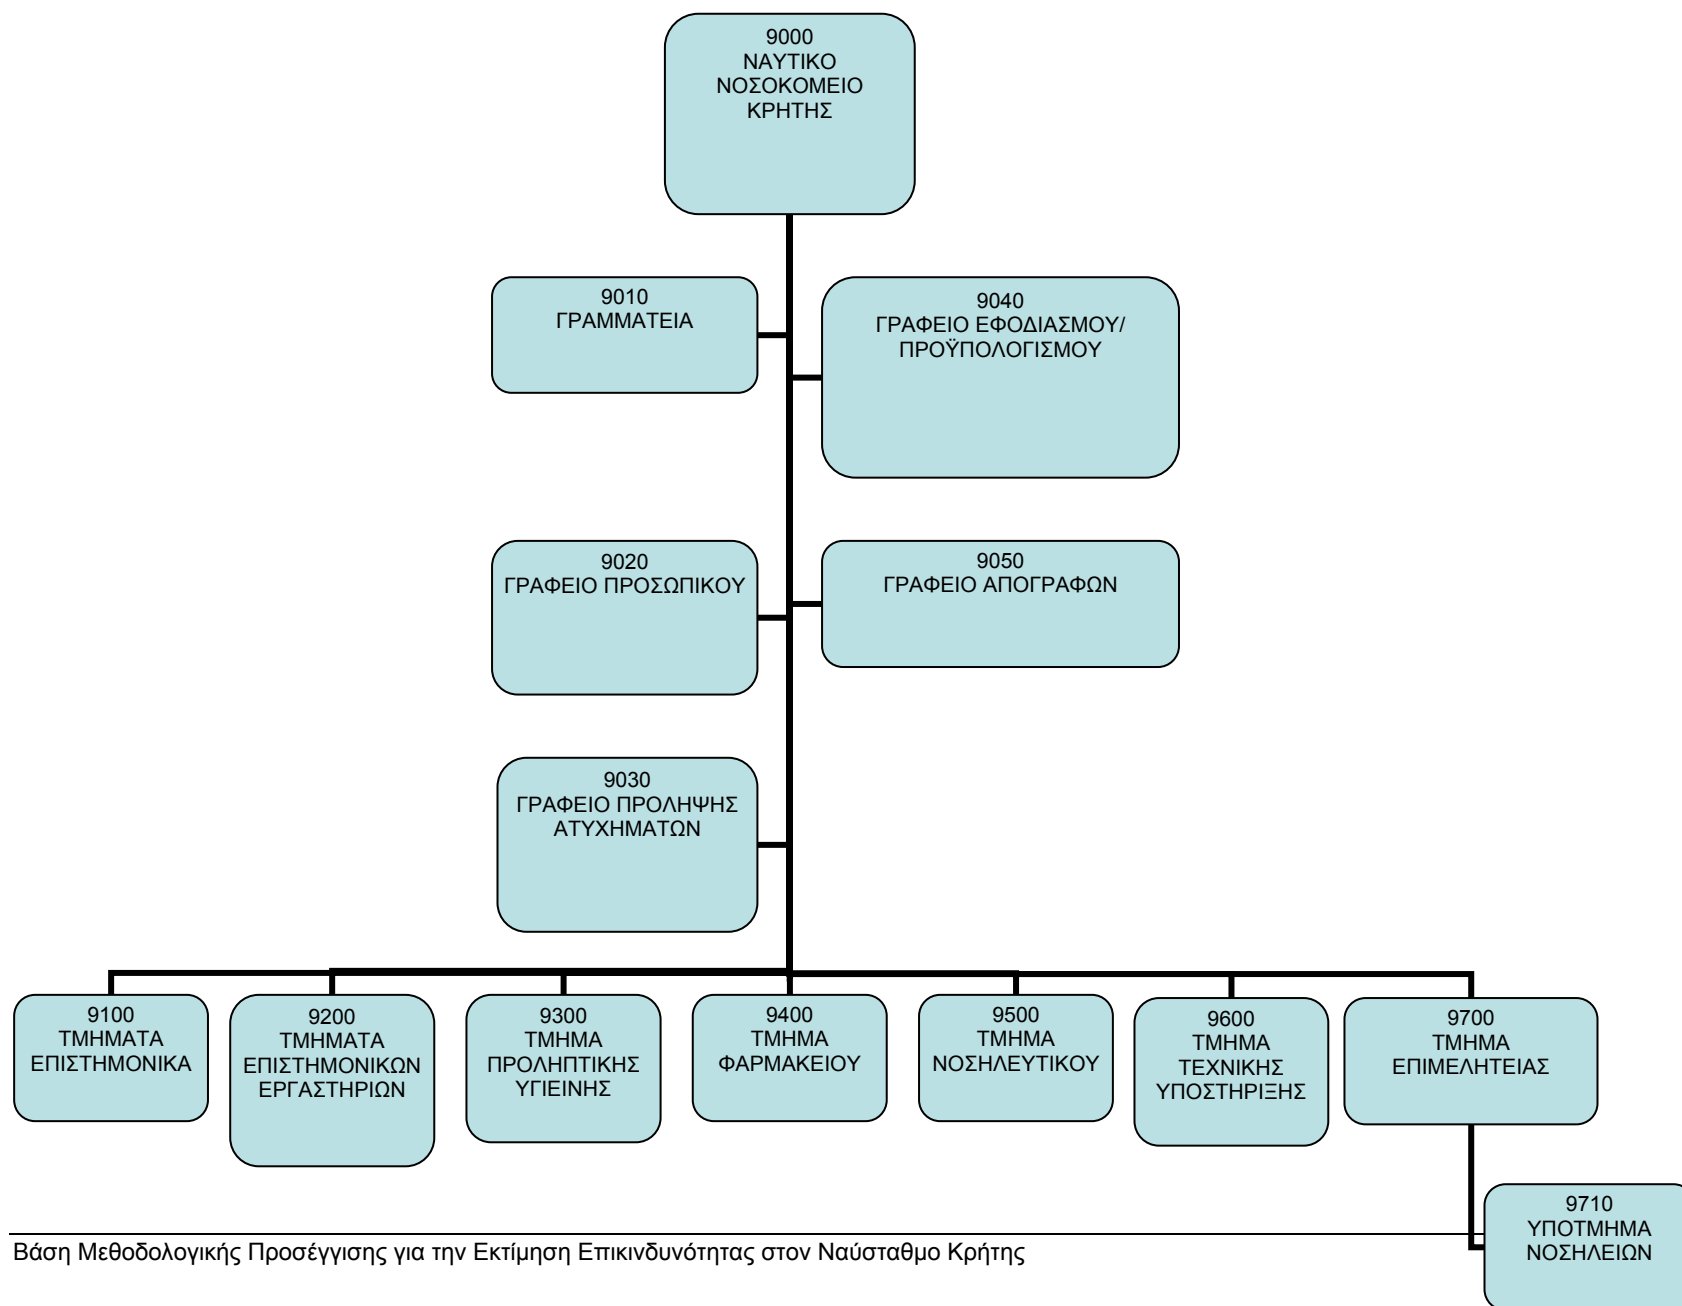 9000
ΝΑΥΤΙΚΟ
ΝΟΣΟΚΟΜΕΙΟ
ΚΡΗΤΗΣ
9010
ΓΡΑΜΜΑΤΕΙΑ
9040
ΓΡΑΦΕΙΟ ΕΦΟΔΙΑΣΜΟΥ/
ΠΡΟΫΠΟΛΟΓΙΣΜΟΥ
9020
ΓΡΑΦΕΙΟ ΠΡΟΣΩΠΙΚΟΥ
9050
ΓΡΑΦΕΙΟ ΑΠΟΓΡΑΦΩΝ
9030
ΓΡΑΦΕΙΟ ΠΡΟΛΗΨΗΣ
ΑΤΥΧΗΜΑΤΩΝ
9100
ΤΜΗΜΑΤΑ
ΕΠΙΣΤΗΜΟΝΙΚΑ
9200
ΤΜΗΜΑΤΑ
ΕΠΙΣΤΗΜΟΝΙΚΩΝ
ΕΡΓΑΣΤΗΡΙΩΝ
9300
ΤΜΗΜΑ
ΠΡΟΛΗΠΤΙΚΗΣ
ΥΓΙΕΙΝΗΣ
9400
ΤΜΗΜΑ
ΦΑΡΜΑΚΕΙΟΥ
9500
ΤΜΗΜΑ
ΝΟΣΗΛΕΥΤΙΚΟΥ
9600
ΤΜΗΜΑ
ΤΕΧΝΙΚΗΣ
ΥΠΟΣΤΗΡΙΞΗΣ
9700
ΤΜΗΜΑ
ΕΠΙΜΕΛΗΤΕΙΑΣ
9710
ΥΠΟΤΜΗΜΑ
ΝΟΣΗΛΕΙΩΝ
Βάση Μεθοδολογικής Προσέγγισης για την Εκτίμηση Επικινδυνότητας στον Ναύσταθμο Κρήτης